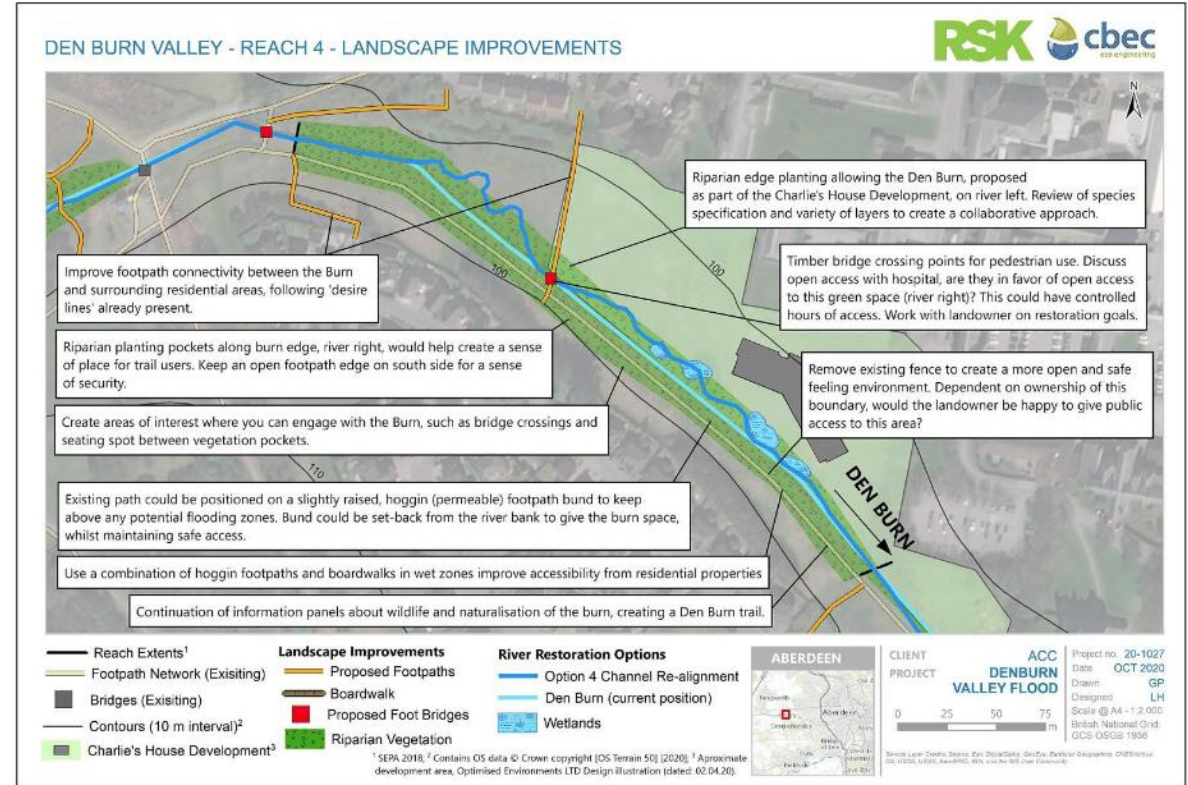 DEN BURN VALLEY - REACH 4 - LANDSCAPE IMPROVEMENTS
RSK
cbec
eco engineering
N
Riparian edge planting allowing the Den Burn, proposed
as part of the Charlie's House Development, on river left. Review of species
specification and variety of layers to create a collaborative approach.
Timber bridge crossing points for pedestrian use. Discuss
open access with hospital, are they in favor of open access
to this green space (river right)? This could have controlled
hours of access. Work with landowner on restoration goals.
Improve footpath connectivity between the Burn
and surrounding residential areas, following 'desire
lines' already present.
100
100
Riparian planting pockets along burn edge, river right, would help create a sense
of place for trail users. Keep an open footpath edge on south side for a sense
of security.
Remove existing fence to create a more open and safe
feeling environment. Dependent on ownership of this
boundary, would the landowner be happy to give public
access to this area?
Create areas of interest where you can engage with the Burn, such as bridge crossings and
seating spot between vegetation pockets.
110
Existing path could be positioned on a slightly raised, hoggin (permeable) footpath bund to keep
above any potential flooding zones. Bund could be set-back from the river bank to give the burn space,
whilst maintaining safe access.
DEN BURN
Use a combination of hoggin footpaths and boardwalks in wet zones improve accessibility from residential properties
Continuation of information panels about wildlife and naturalisation of the burn, creating a Den Burn trail.
Reach Extents¹
Footpath Network (Exisiting)
Bridges (Exisiting)
Contours (10 m interval)²
Charlie's House Development³
Landscape Improvements
Proposed Footpaths
Boardwalk
Proposed Foot Bridges
Riparian Vegetation
River Restoration Options
Option 4 Channel Re-alignment
Den Burn (current position)
Wetlands
¹ SEPA 2018, ² Contains OS data © Crown copyright [OS Terrain 50] [2020], ³ Aproximate
development area, Optimised Environments LTD Design illustration (dated: 02.04.20).
ABERDEEN
Aberdeen
CLIENT ACC
PROJECT DENBURN
VALLEY FLOOD
0 25 50 75
m
Project no. 20-1027
Date OCT 2020
Drawn GP
Designed LH
Scale @ A4 - 1:2,000
British National Grid:
GCS OSGB 1936